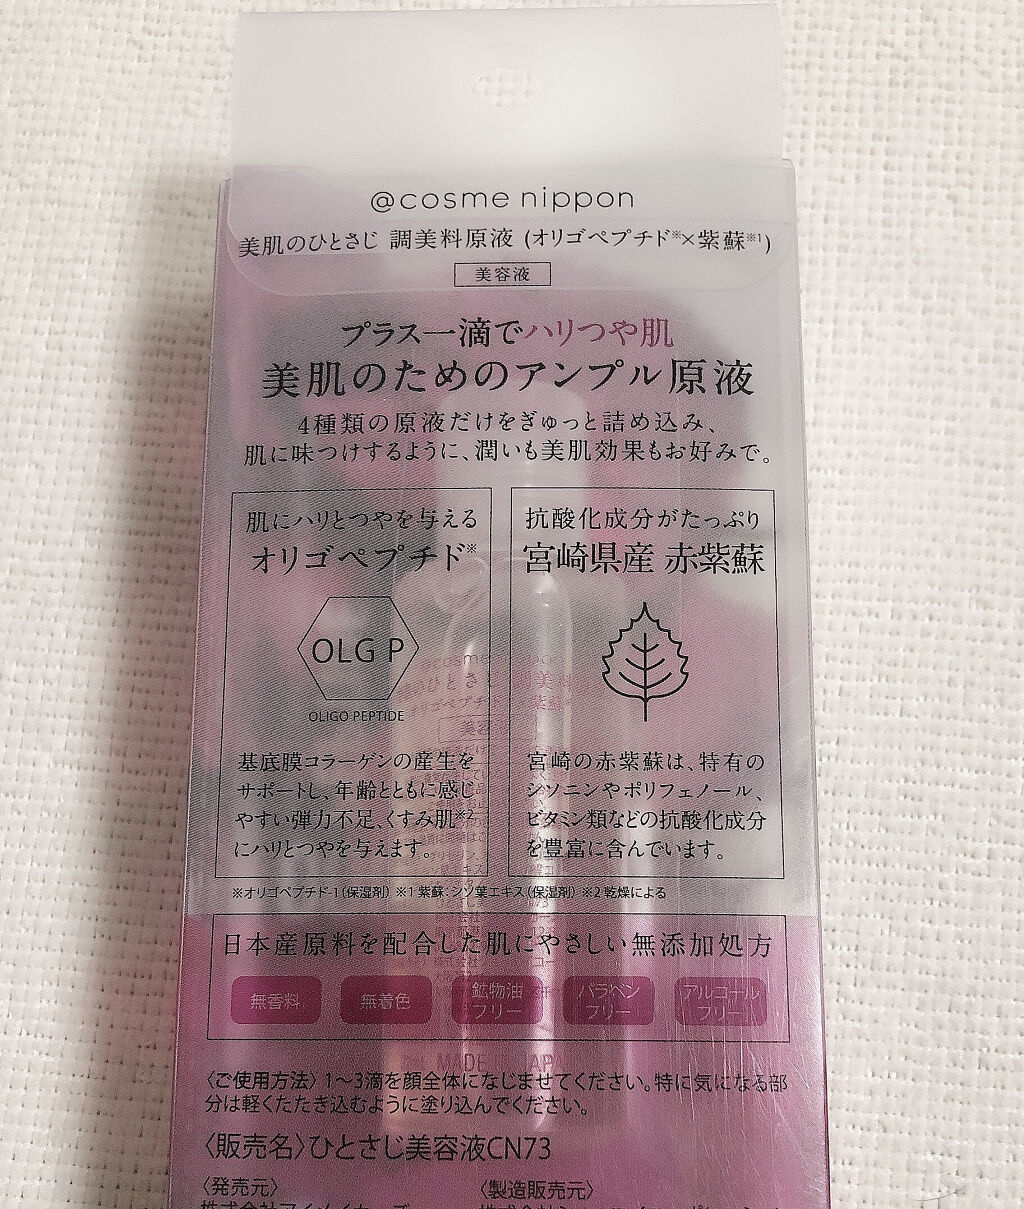 @cosme nippon
美肌のひとさじ 調美料原液 (オリゴペプチド※×紫蘇※1)
美容液
プラス一滴でハリつや肌
美肌のためのアンプル原液
4種類の原液だけをぎゅっと詰め込み、
肌に味つけするように、潤いも美肌効果もお好みで。
肌にハリとつやを与える
オリゴペプチド※
OLG P
OLIGO PEPTIDE
基底膜コラーゲンの産生を
サポートし、年齢とともに感じ
やすい弾力不足、くすみ肌※2
にハリとつやを与えます。
抗酸化成分がたっぷり
宮崎県産 赤紫蘇
宮崎の赤紫蘇は、特有の
シソニンやポリフェノール、
ビタミン類などの抗酸化成分
を豊富に含んでいます。
※オリゴペプチド-1(保湿剤) ※1 紫蘇:シソ葉エキス(保湿剤) ※2 乾燥による
日本産原料を配合した肌にやさしい無添加処方
無香料
無着色
鉱物油
フリー
パラベン
フリー
アルコール
フリー
〈ご使用方法〉1〜3滴を顔全体になじませてください。特に気になる部
分は軽くたたき込むように塗り込んでください。
〈販売名〉ひとさじ美容液CN73
〈発売元〉
〈製造販売元〉